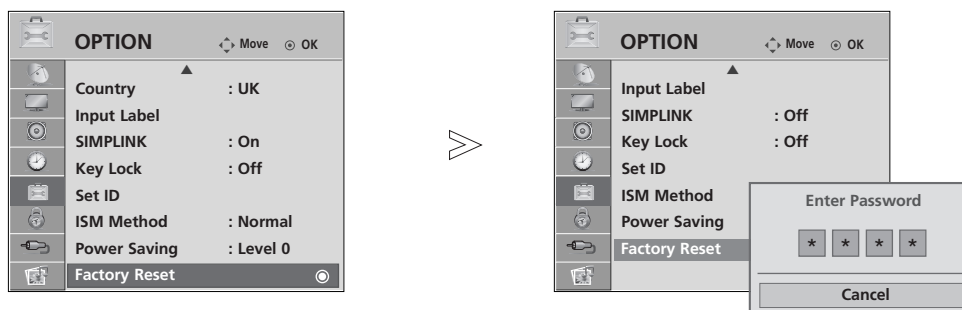 OPTION Move OK
Country : UK
Input Label
SIMPLINK : On
Key Lock : Off
Set ID
ISM Method : Normal
Power Saving : Level 0
Factory Reset
OPTION Move OK
Input Label
SIMPLINK : Off
Key Lock : Off
Set ID
ISM Method
Power Saving
Factory Reset
Enter Password
* * * *
Cancel